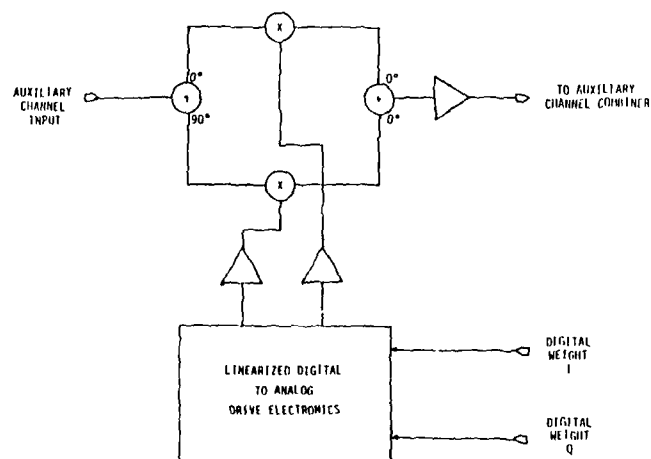 X
0°
0°
AUXILIARY
CHANNEL
INPUT
+
+
TO AUXILIARY
CHANNEL COMBINER
90°
0°
X
LINEARIZED DIGITAL
TO ANALOG
DRIVE ELECTRONICS
DIGITAL
WEIGHT
I
DIGITAL
WEIGHT
Q